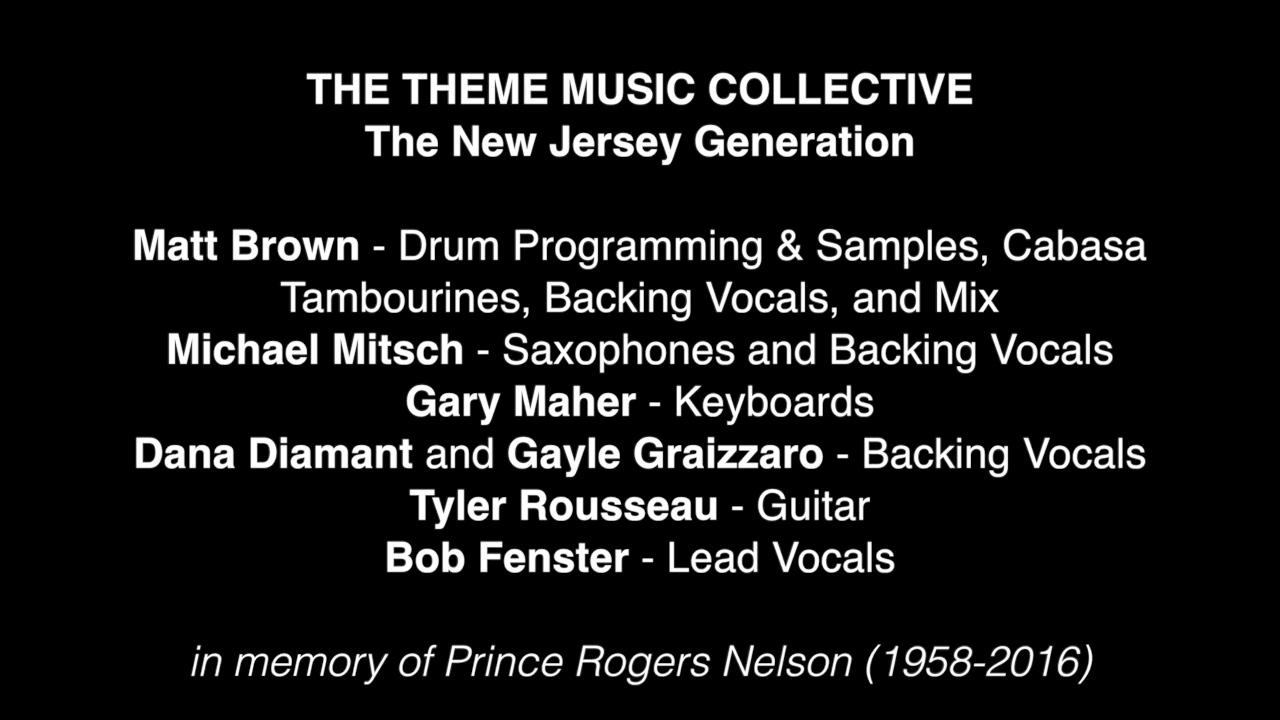 THE THEME MUSIC COLLECTIVE
The New Jersey Generation
Matt Brown - Drum Programming & Samples, Cabasa
Tambourines, Backing Vocals, and Mix
Michael Mitsch - Saxophones and Backing Vocals
Gary Maher - Keyboards
Dana Diamant and Gayle Graizzaro - Backing Vocals
Tyler Rousseau - Guitar
Bob Fenster - Lead Vocals
in memory of Prince Rogers Nelson (1958-2016)